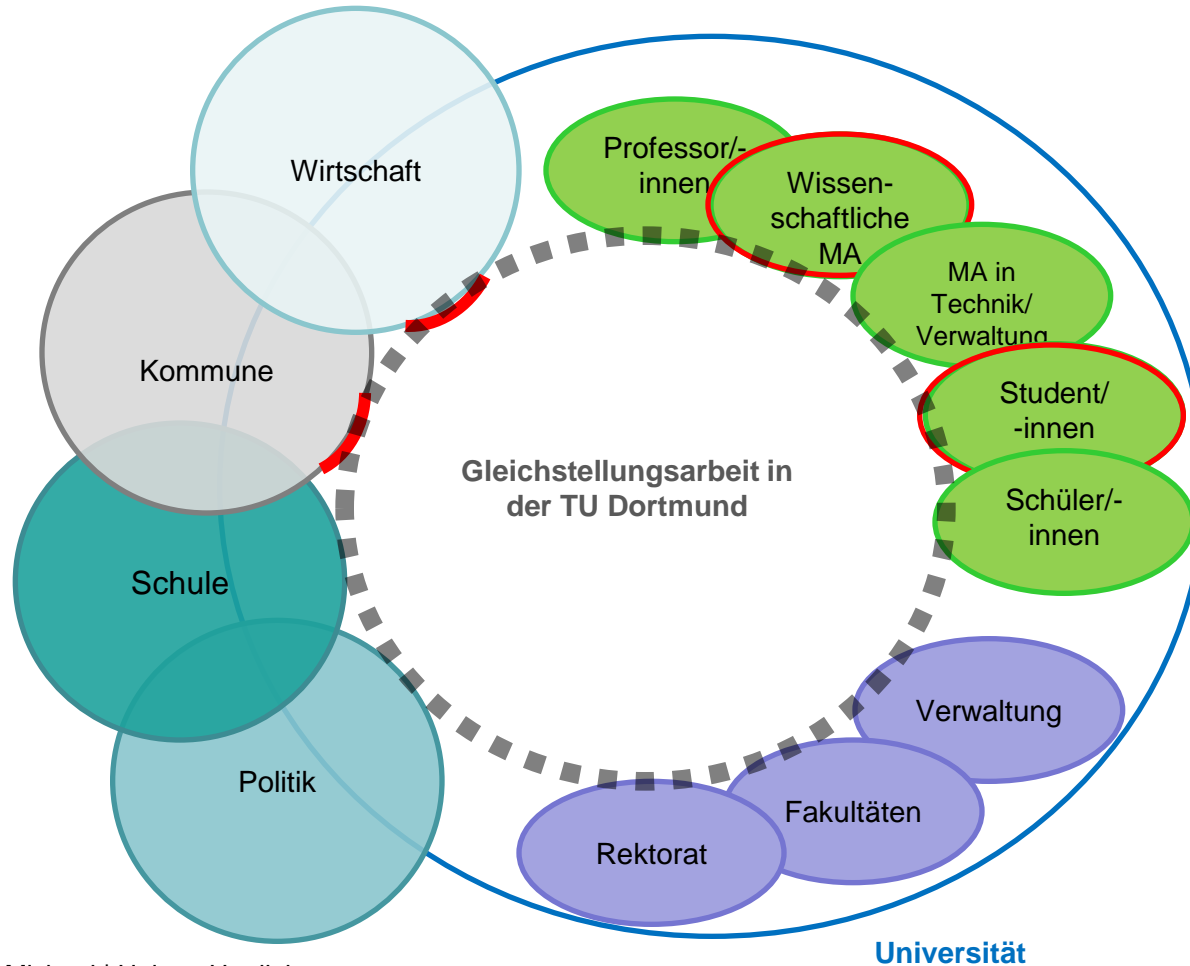 Wirtschaft
Kommune
Schule
Politik
Professor/-
innen
Wissen-
schaftliche
MA
MA in
Technik/
Verwaltung
Student/
-innen
Schüler/-
innen
Gleichstellungsarbeit in
der TU Dortmund
Verwaltung
Fakultäten
Rektorat
Universität